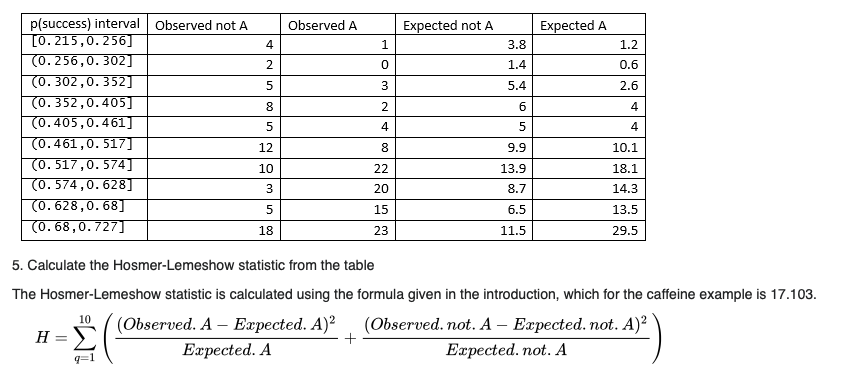 p(success) interval Observed not A Observed A Expected not A Expected A
[0.215,0.256] 4 1 3.8 1.2
(0.256,0.302] 2 0 1.4 0.6
(0.302,0.352] 5 3 5.4 2.6
(0.352,0.405] 8 2 6 4
(0.405,0.461] 5 4 5 4
(0.461,0.517] 12 8 9.9 10.1
(0.517,0.574] 10 22 13.9 18.1
(0.574,0.628] 3 20 8.7 14.3
(0.628,0.68] 5 15 6.5 13.5
(0.68,0.727] 18 23 11.5 29.5
5. Calculate the Hosmer-Lemeshow statistic from the table
The Hosmer-Lemeshow statistic is calculated using the formula given in the introduction, which for the caffeine example is 17.103.
H = ∑_{q=1}^{10} ( (Observed. A − Expected. A)² / Expected. A + (Observed. not. A − Expected. not. A)² / Expected. not. A )